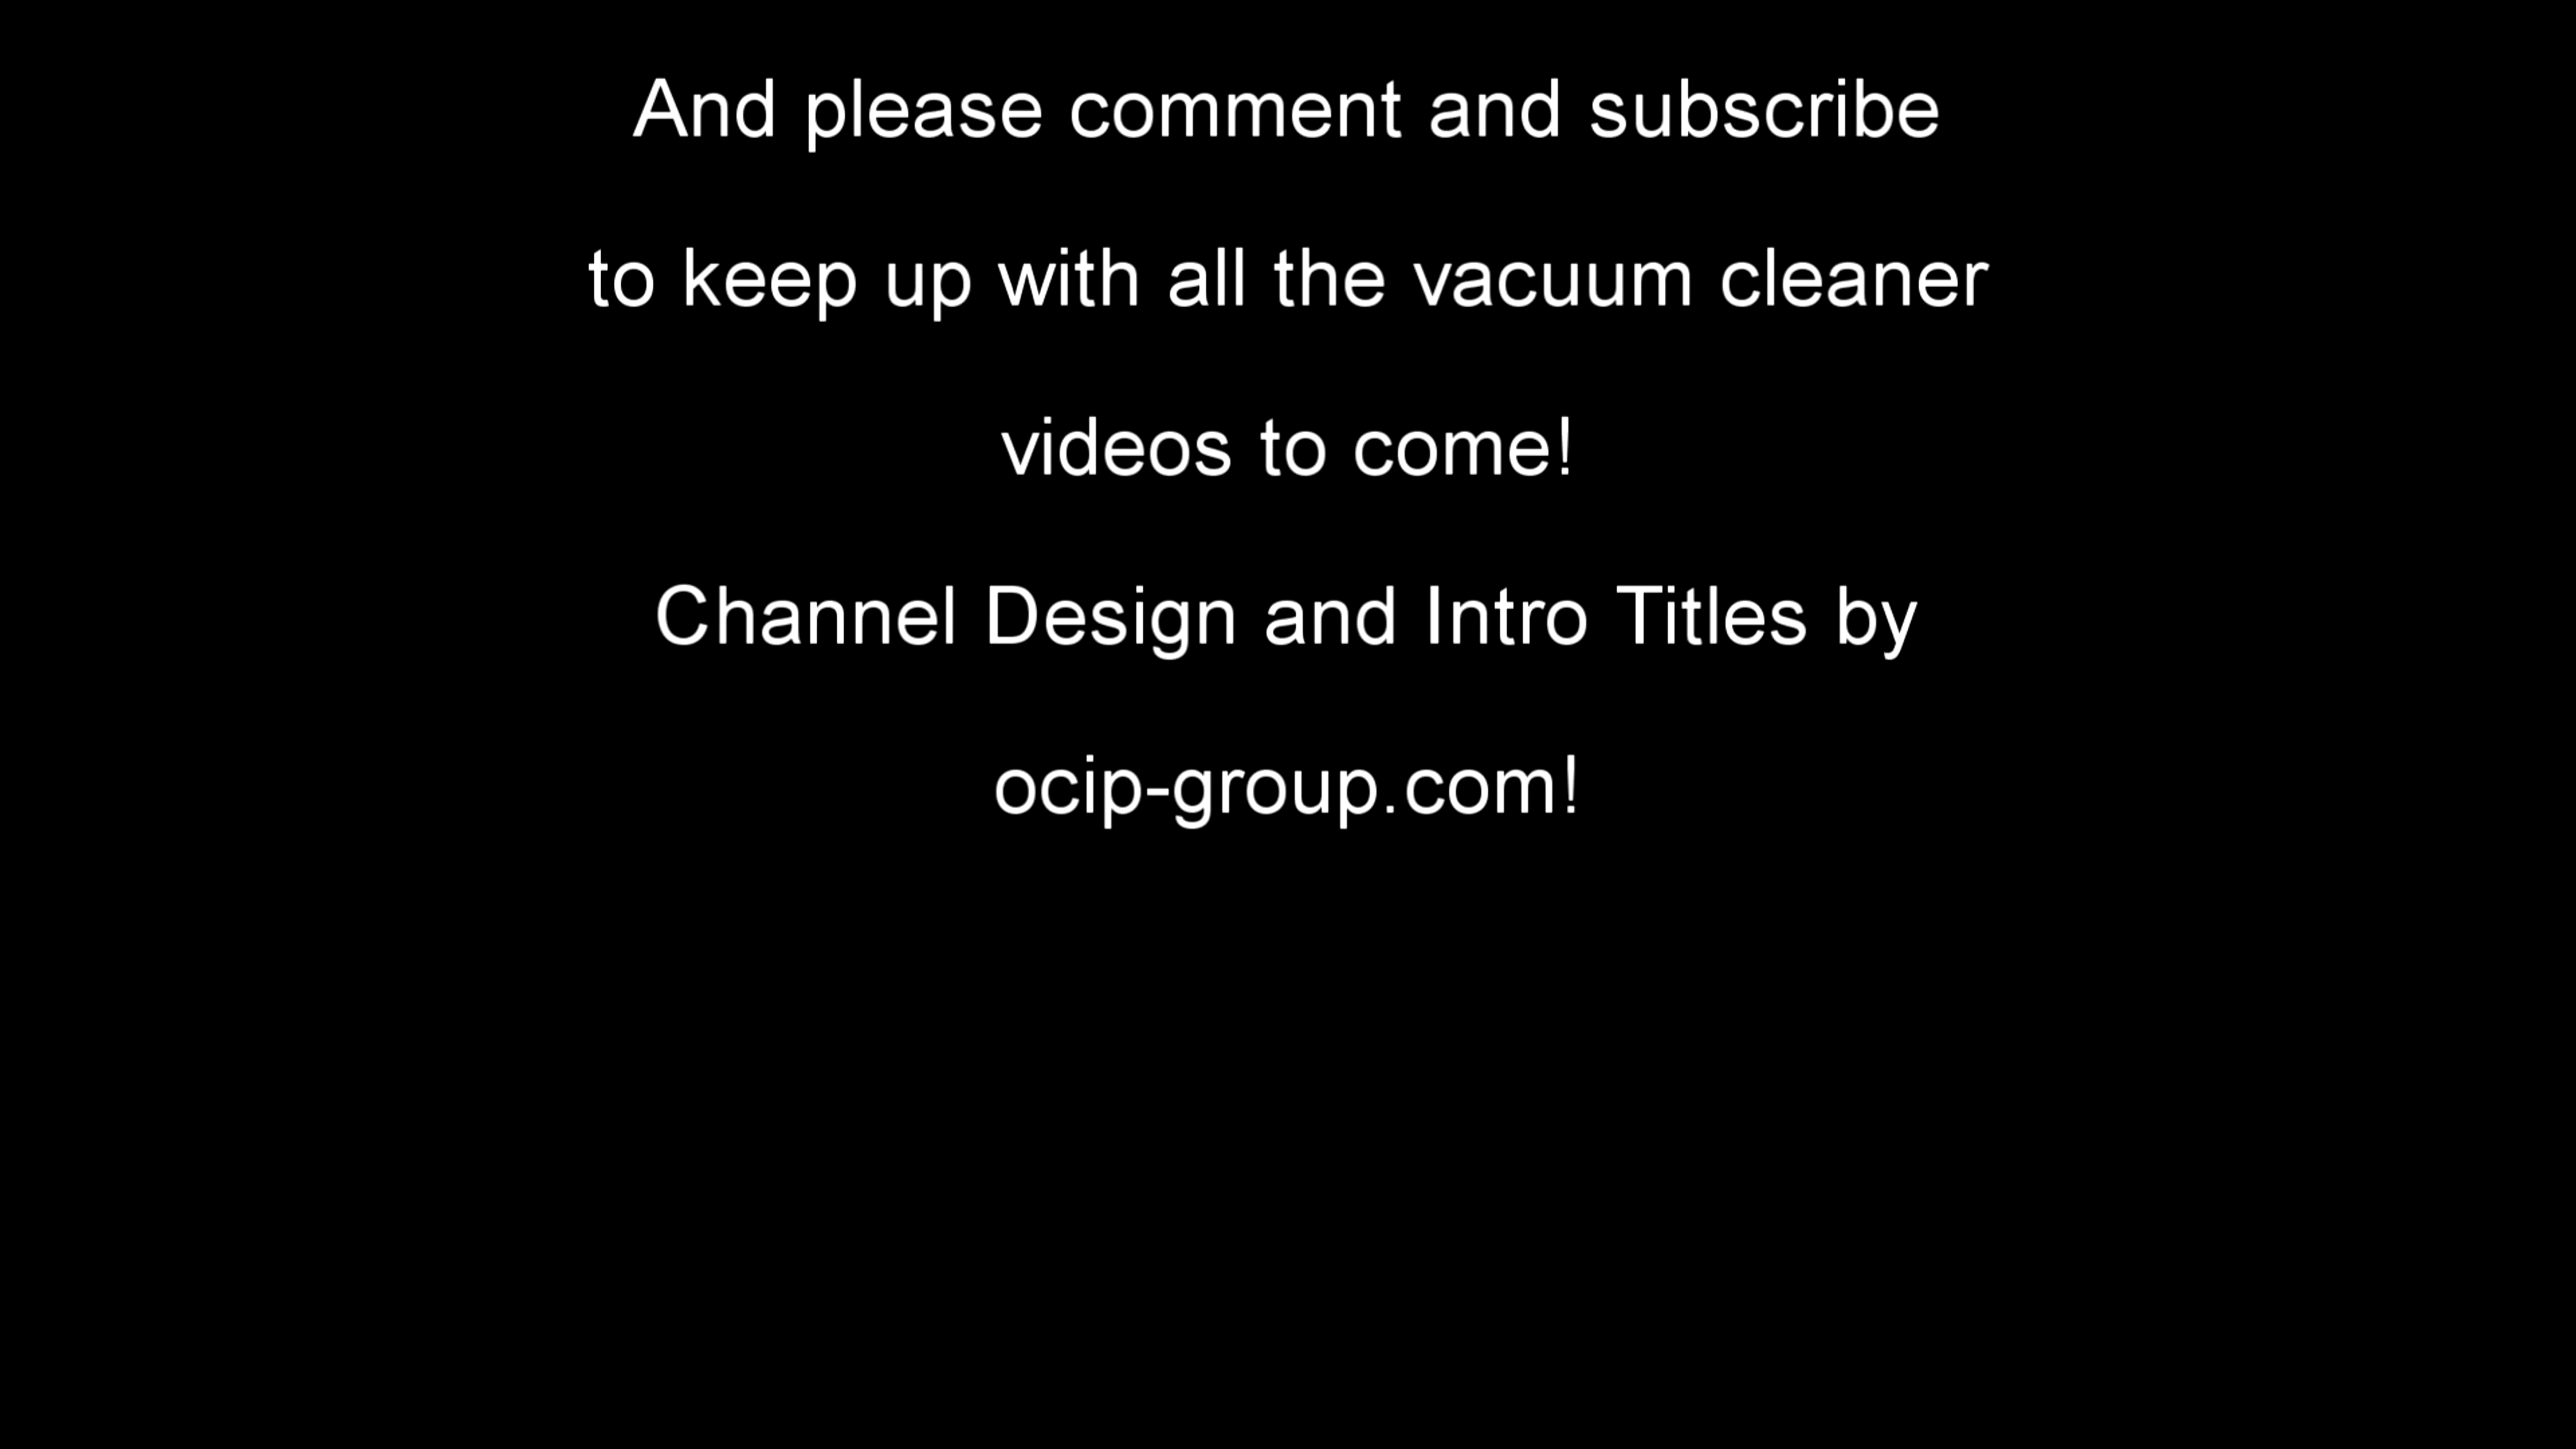 And please comment and subscribe
to keep up with all the vacuum cleaner
videos to come!
Channel Design and Intro Titles by
ocip-group.com!